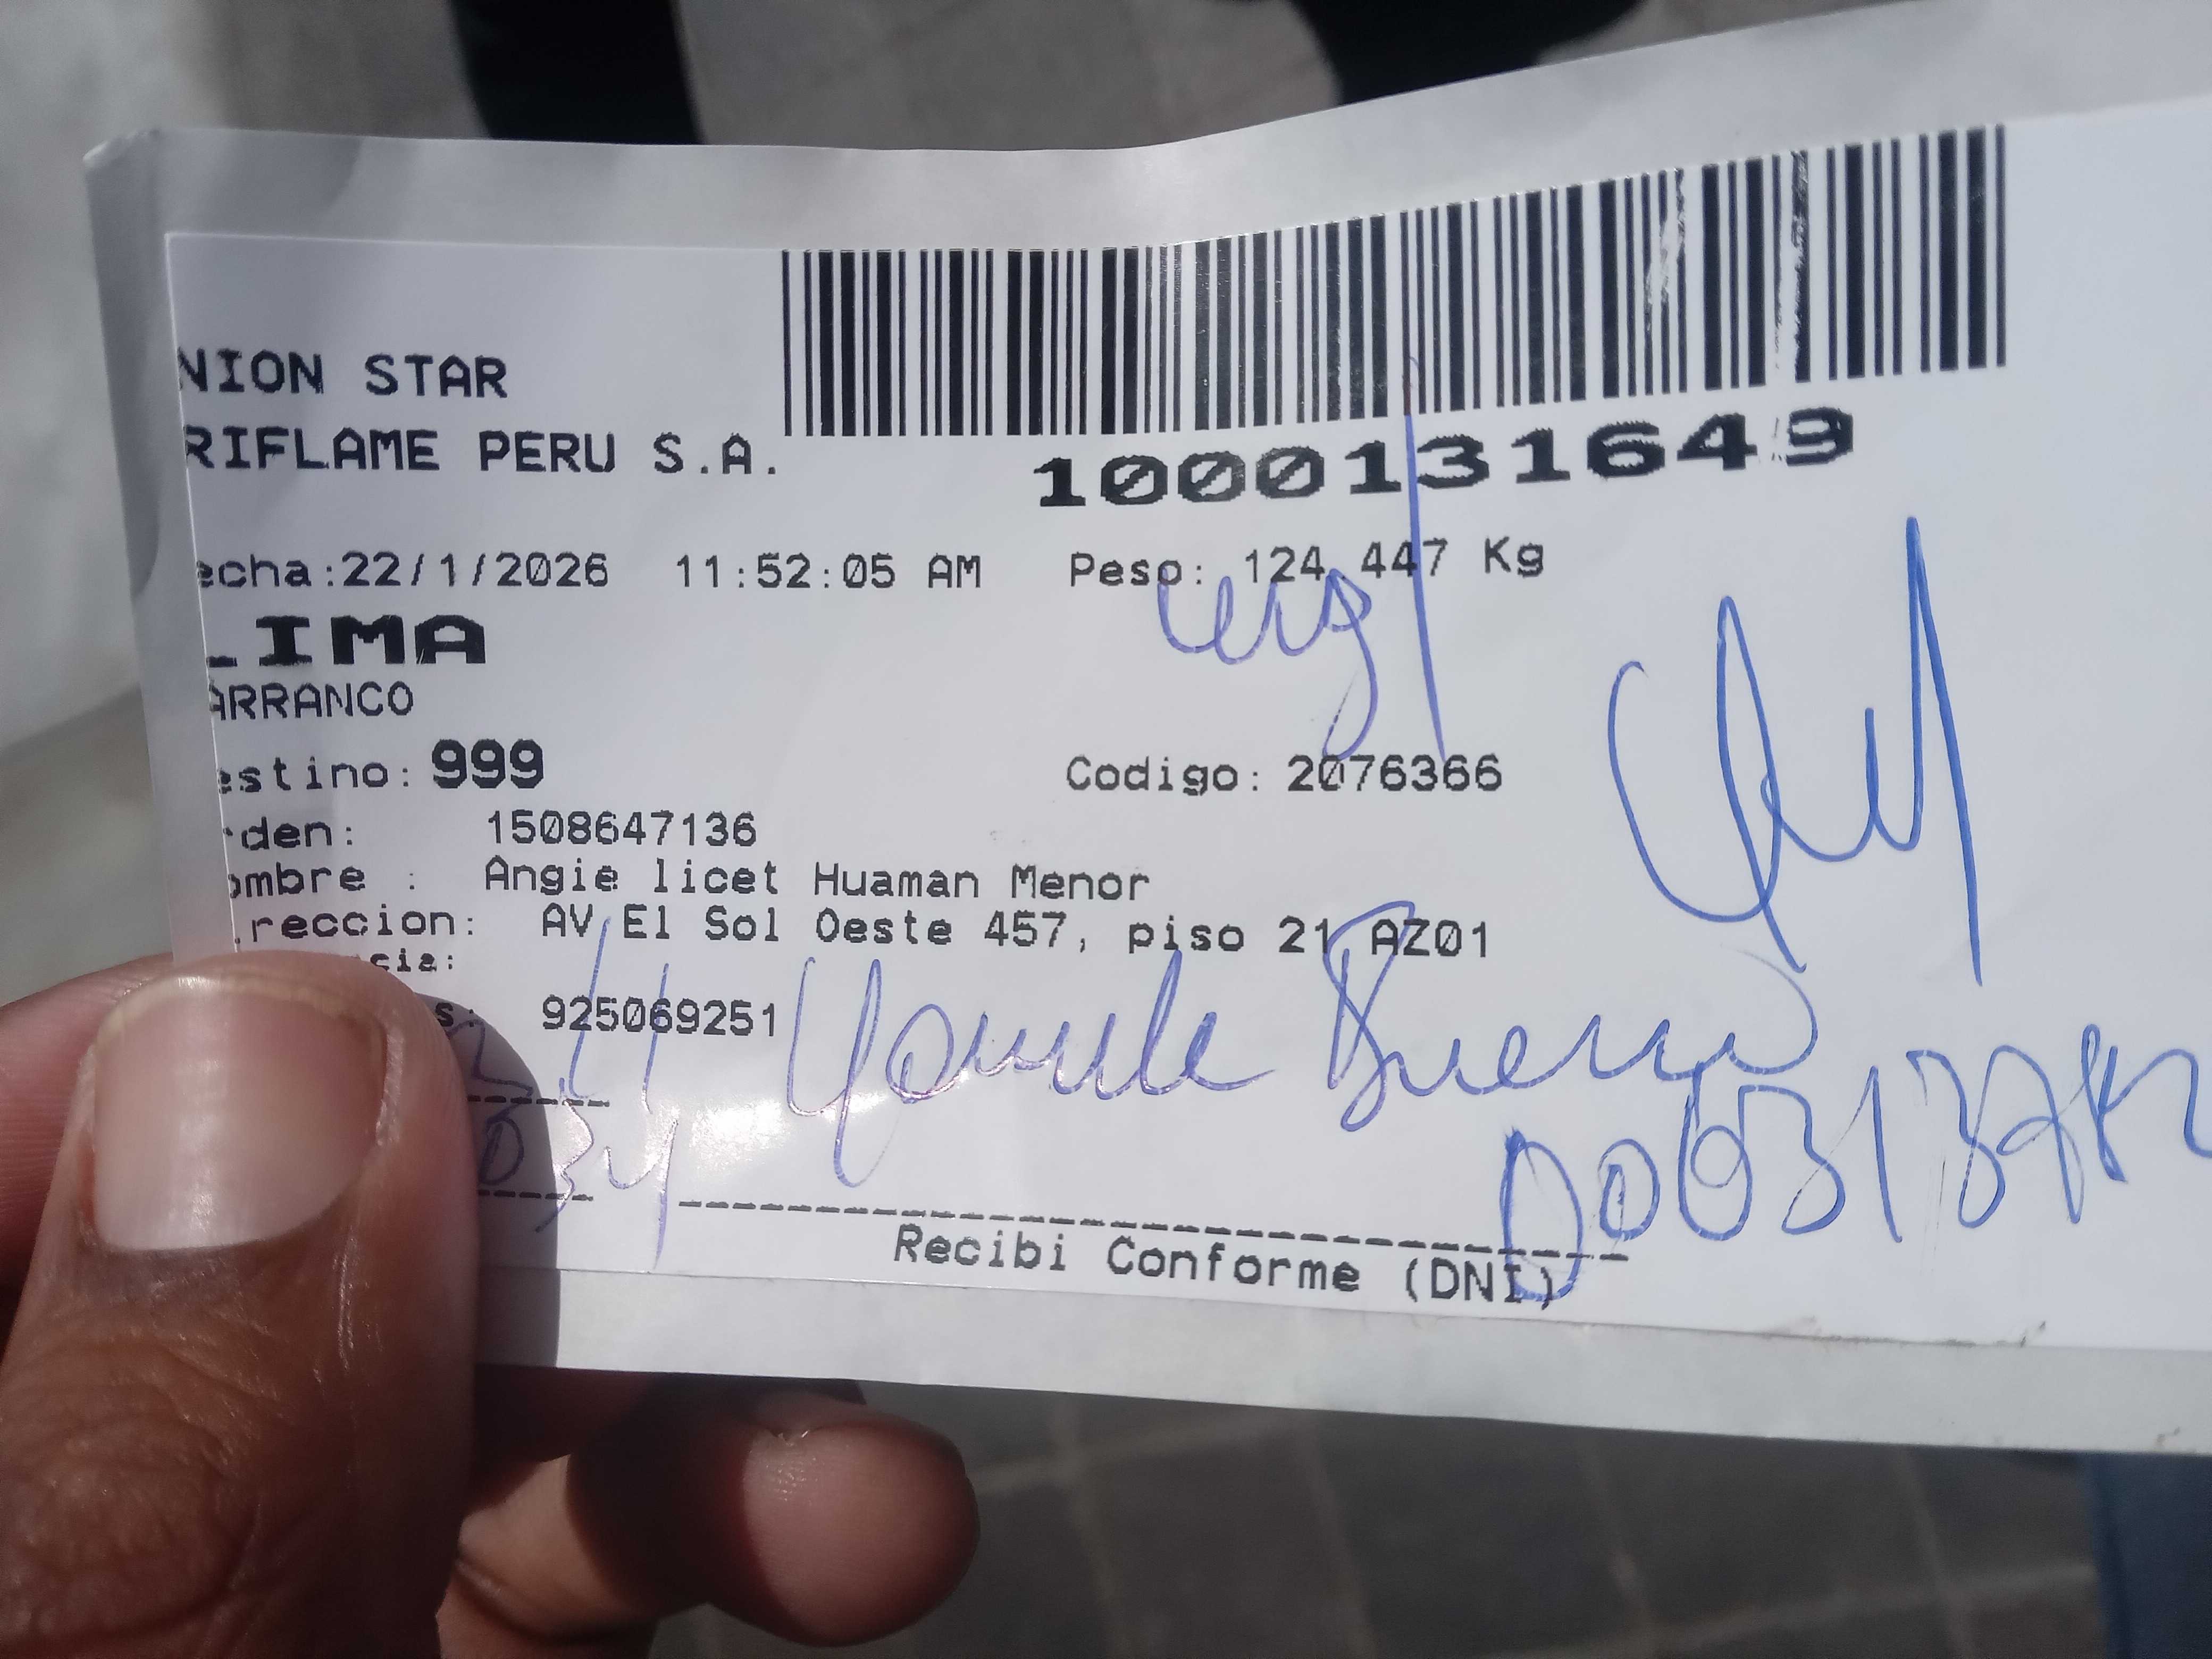 NION STAR
RIFLAME PERU S.A.
1000131649
echa:22/1/2026 11:52:05 AM Peso: 124.447 Kg
LIMA
ARRANCO
estino: 999 Codigo: 2076366
rden: 1508647136
ombre : Angie licet Huaman Menor
ireccion: AV El Sol Oeste 457, piso 21 AZ01
cia:
s: 925069251
Recibi Conforme (DNI)